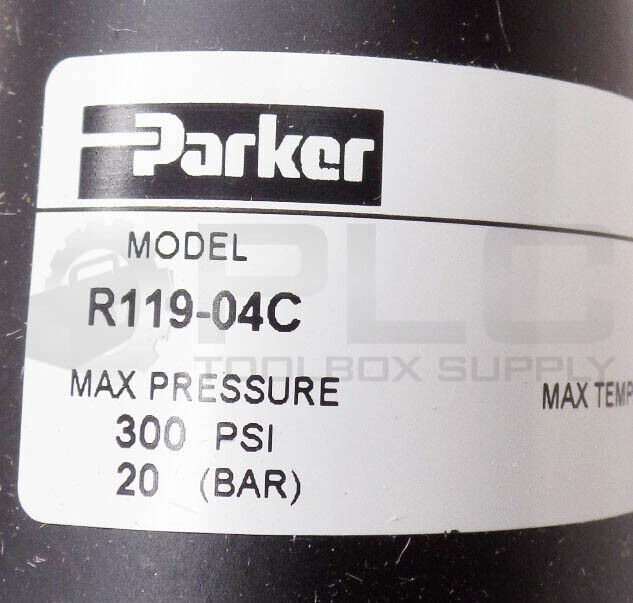 Parker
MODEL
R119-04C
PLC
TOOLBOX SUPPLY
MAX PRESSURE
MAX TEMP
300 PSI
20 (BAR)